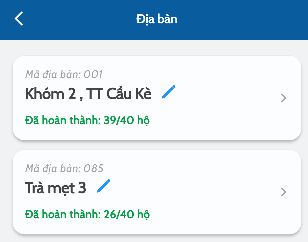 Địa bàn
Mã địa bàn: 001
Khóm 2 , TT Cầu Kè
Đã hoàn thành: 39/40 hộ
Mã địa bàn: 085
Trà mẹt 3
Đã hoàn thành: 26/40 hộ